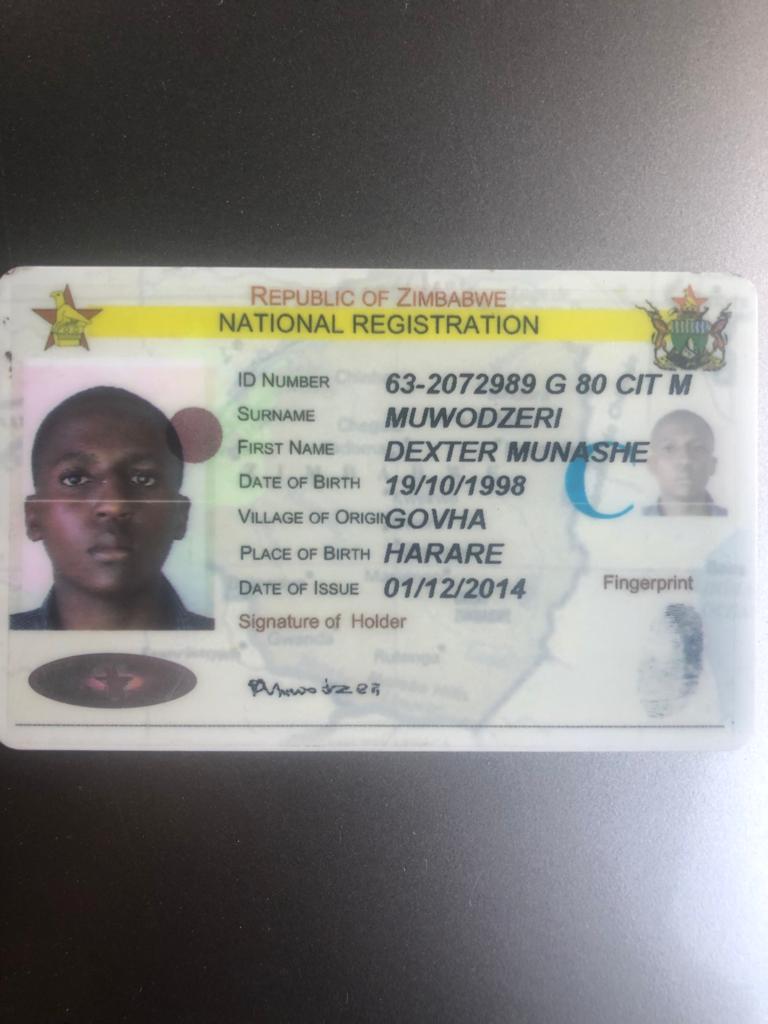 REPUBLIC OF ZIMBABWE
NATIONAL REGISTRATION
ID NUMBER 63-2072989 G 80 CIT M
SURNAME MUWODZERI
FIRST NAME DEXTER MUNASHE
DATE OF BIRTH 19/10/1998
VILLAGE OF ORIGIN GOVHA
PLACE OF BIRTH HARARE
DATE OF ISSUE 01/12/2014
Fingerprint
Signature of Holder